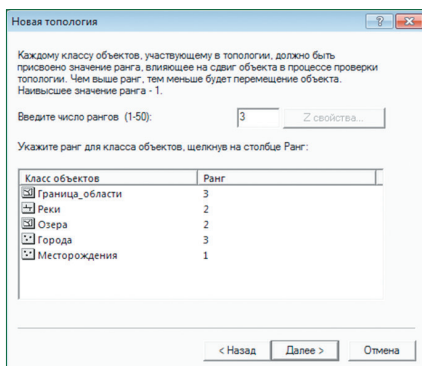 Новая топология
Каждому классу объектов, участвующему в топологии, должно быть
присвоено значение ранга, влияющее на сдвиг объекта в процессе проверки
топологии. Чем выше ранг, тем меньше будет перемещение объекта.
Наивысшее значение ранга - 1.
Введите число рангов (1-50): 3 Z свойства...
Укажите ранг для класса объектов, щелкнув на столбце Ранг:
Класс объектов Ранг
Граница_области 3
Реки 2
Озера 2
Города 3
Месторождения 1
< Назад Далее > Отмена